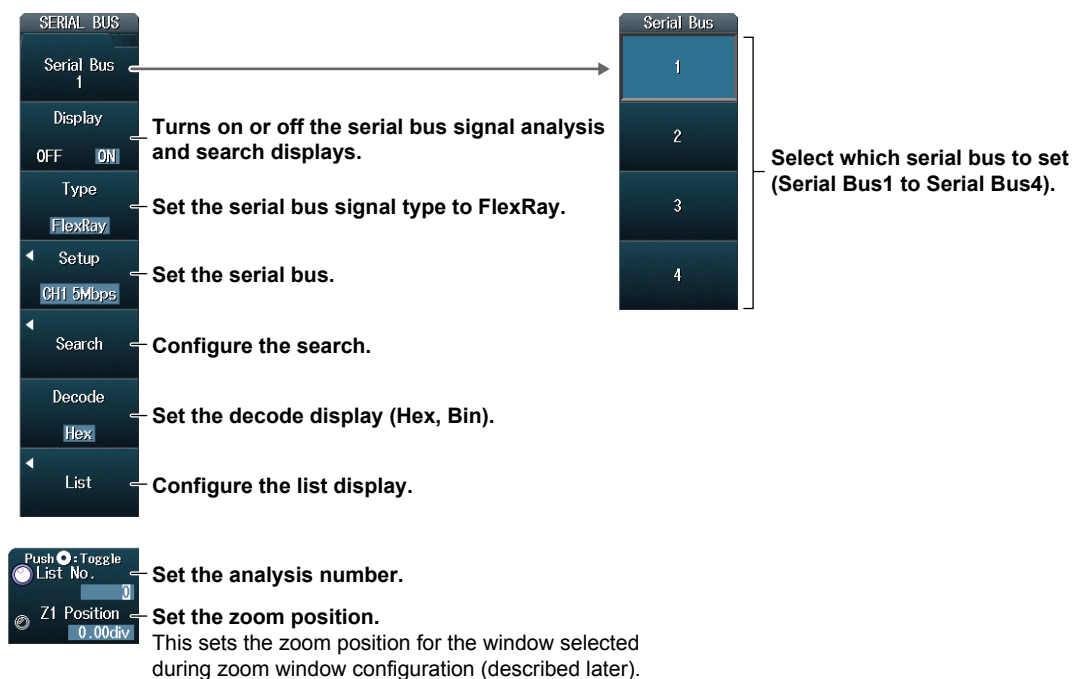 SERIAL BUS
Serial Bus
1
Display
OFF ON
Turns on or off the serial bus signal analysis
and search displays.
Type
FlexRay
Set the serial bus signal type to FlexRay.
Setup
CH1 5Mbps
Set the serial bus.
Search
Configure the search.
Decode
Hex
Set the decode display (Hex, Bin).
List
Configure the list display.
Serial Bus
1
2
3
4
Select which serial bus to set
(Serial Bus1 to Serial Bus4).
Push :Toggle
List No.
0
Set the analysis number.
Z1 Position
0.00div
Set the zoom position.
This sets the zoom position for the window selected
during zoom window configuration (described later).